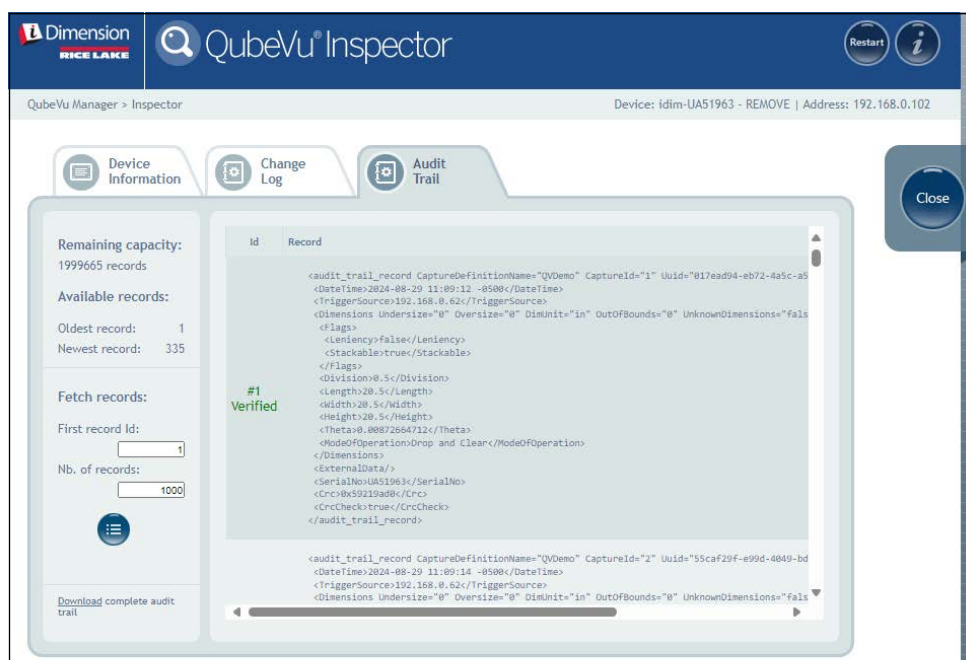 iDimension
RICE LAKE
QubeVu® Inspector
Restart
i
QubeVu Manager > Inspector
Device: idim-UA51963 - REMOVE | Address: 192.168.0.102
Device Information
Change Log
Audit Trail
Close
Remaining capacity:
1999665 records
Available records:
Oldest record: 1
Newest record: 335
Fetch records:
First record Id:
1
Nb. of records:
1000
Download complete audit
trail
Id Record
#1
Verified
<audit_trail_record CaptureDefinitionName="QVDemo" CaptureId="1" Uuid="017ead94-eb72-4a5c-a5
<DateTime>2024-08-29 11:09:12 -0500</DateTime>
<TriggerSource>192.168.0.62</TriggerSource>
<Dimensions Undersize="0" Oversize="0" DimUnit="in" OutOfBounds="0" UnknownDimensions="fals
<Flags>
<Leniency>false</Leniency>
<Stackable>true</Stackable>
</Flags>
<Division>0.5</Division>
<Length>20.5</Length>
<Width>20.5</Width>
<Height>20.5</Height>
<Theta>0.00872664712</Theta>
<ModeOfOperation>Drop and Clear</ModeOfOperation>
</Dimensions>
<ExternalData/>
<SerialNo>UA51963</SerialNo>
<Crc>0x59219ad0</Crc>
<CrcCheck>true</CrcCheck>
</audit_trail_record>
<audit_trail_record CaptureDefinitionName="QVDemo" CaptureId="2" Uuid="55caf29f-e99d-4049-bd
<DateTime>2024-08-29 11:09:14 -0500</DateTime>
<TriggerSource>192.168.0.62</TriggerSource>
<Dimensions Undersize="0" Oversize="0" DimUnit="in" OutOfBounds="0" UnknownDimensions="fals